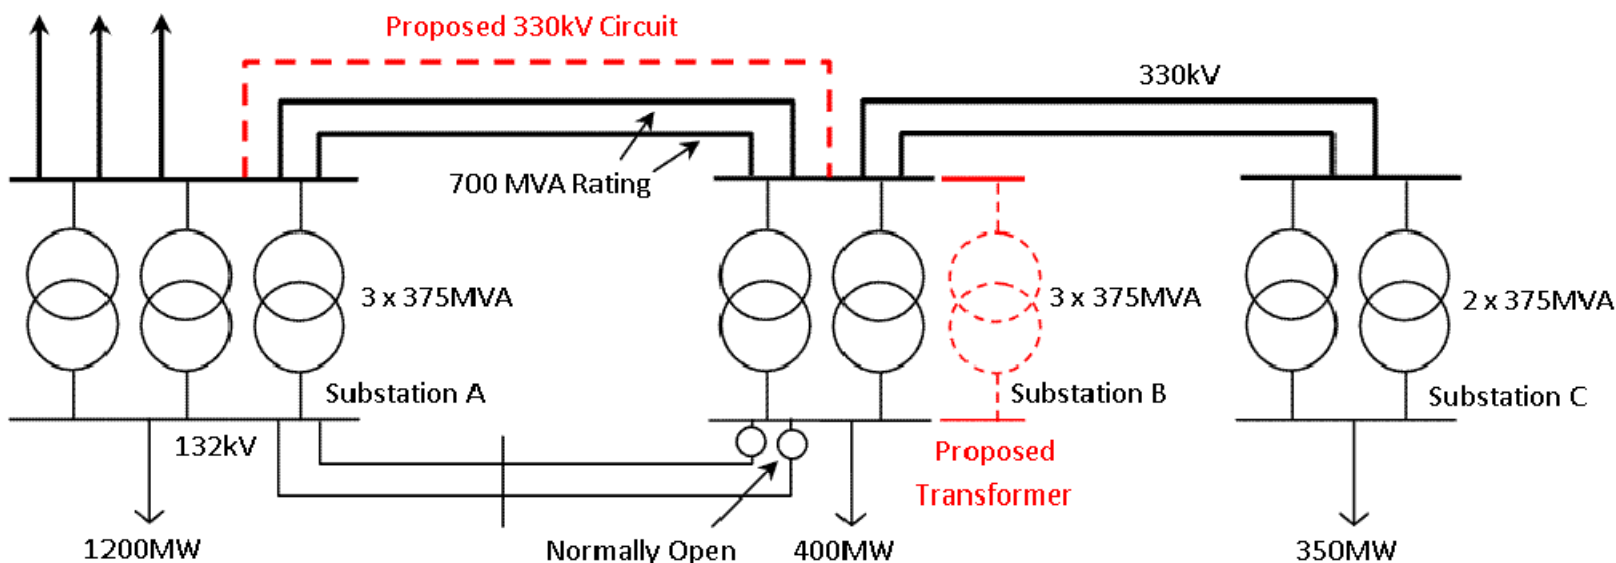 Proposed 330kV Circuit
330kV
700 MVA Rating
3 x 375MVA
3 x 375MVA
2 x 375MVA
Substation A
Substation B
Substation C
132kV
Proposed
Transformer
1200MW
Normally Open
400MW
350MW